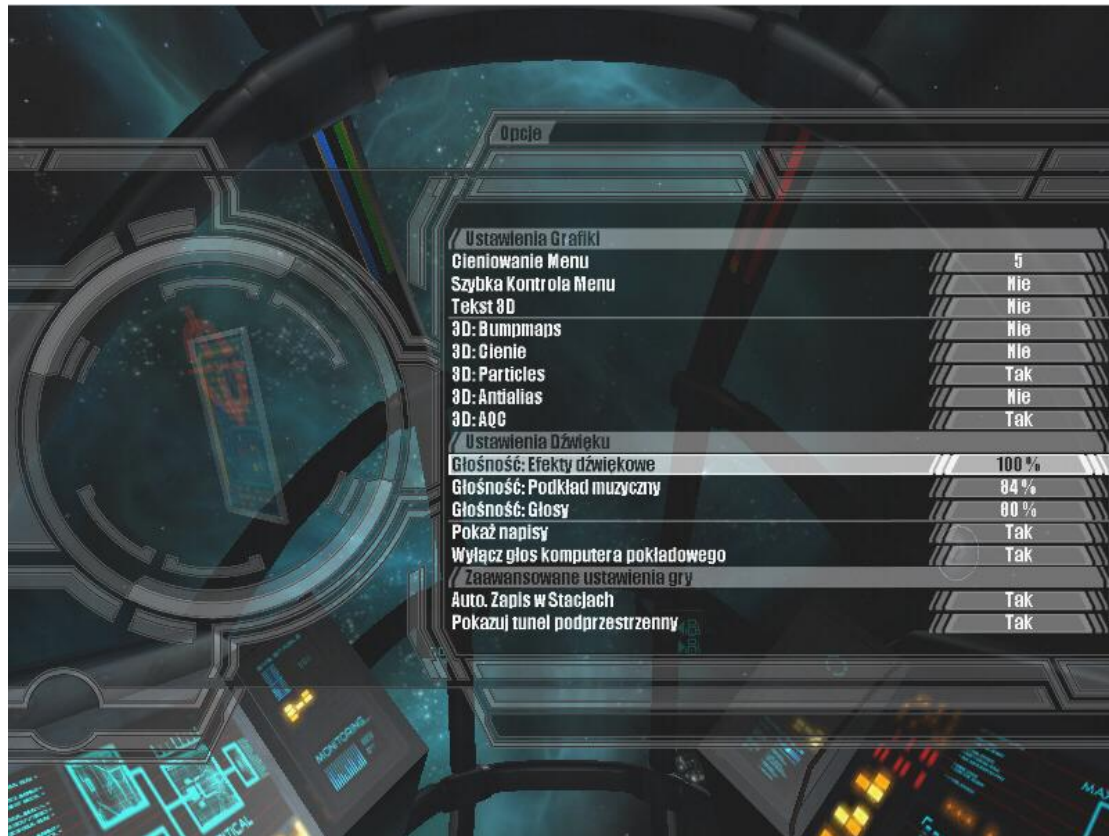 Opcje
Ustawienia Grafiki
Cieniowanie Menu 5
Szybka Kontrola Menu Nie
Tekst 3D Nie
3D: Bumpmaps Nie
3D: Cienie Nie
3D: Particles Tak
3D: Antialias Nie
3D: AQC Tak
Ustawienia Dźwięku
Głośność: Efekty dźwiękowe 100 %
Głośność: Podkład muzyczny 84 %
Głośność: Głosy 80 %
Pokaż napisy Tak
Wyłącz głos komputera pokładowego Tak
Zaawansowane ustawienia gry
Auto. Zapis w Stacjach Tak
Pokazuj tunel podprzestrzenny Tak
MONITORING